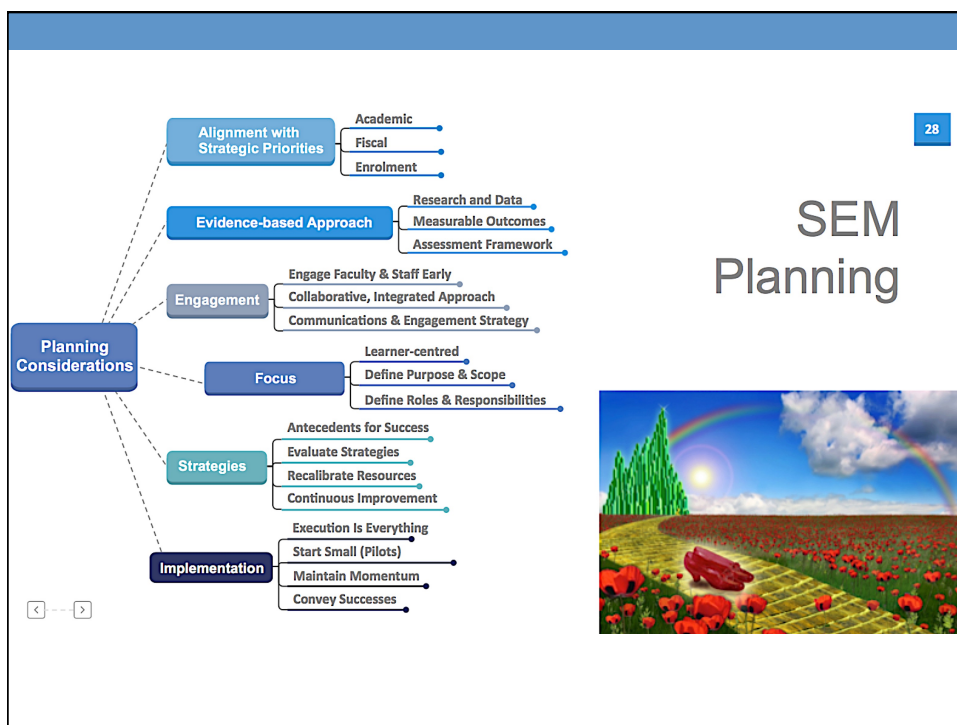 28
SEM
Planning
Planning
Considerations
Alignment with
Strategic Priorities
Academic
Fiscal
Enrolment
Evidence-based Approach
Research and Data
Measurable Outcomes
Assessment Framework
Engagement
Engage Faculty & Staff Early
Collaborative, Integrated Approach
Communications & Engagement Strategy
Focus
Learner-centred
Define Purpose & Scope
Define Roles & Responsibilities
Strategies
Antecedents for Success
Evaluate Strategies
Recalibrate Resources
Continuous Improvement
Implementation
Execution Is Everything
Start Small (Pilots)
Maintain Momentum
Convey Successes